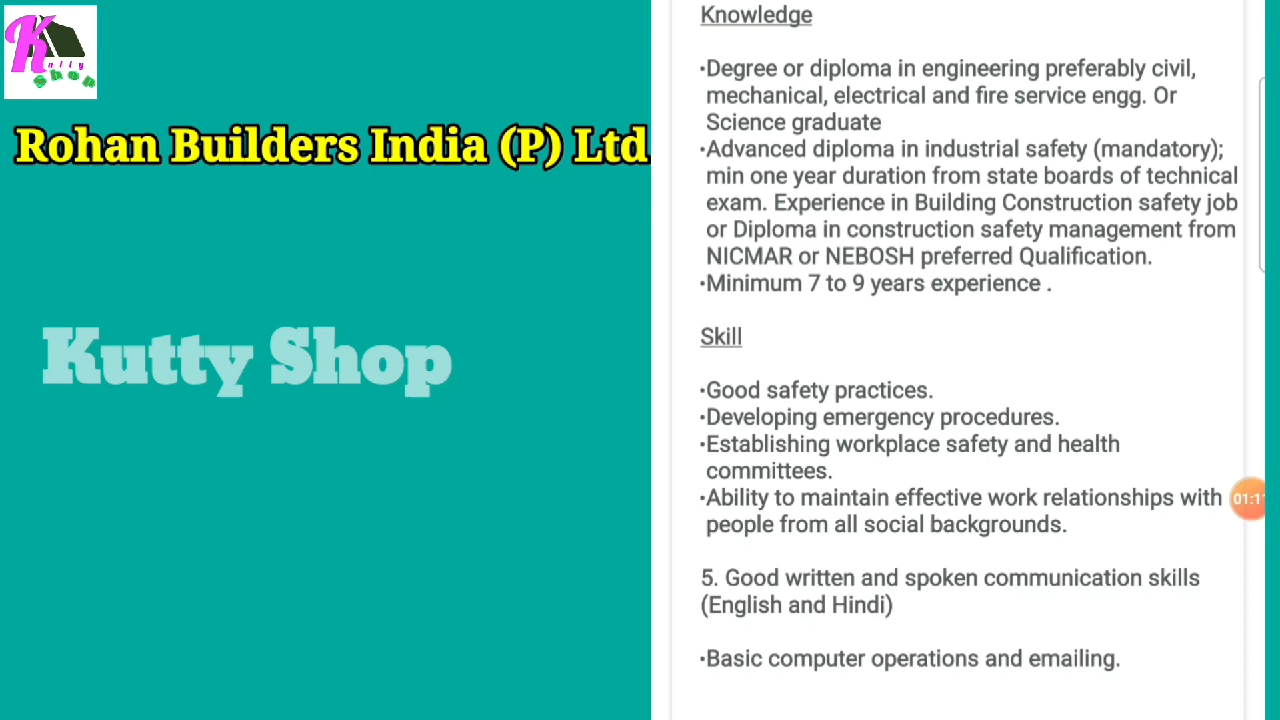 Kutty
Shop
Rohan Builders India (P) Ltd
Kutty Shop
Knowledge
•Degree or diploma in engineering preferably civil,
mechanical, electrical and fire service engg. Or
Science graduate
•Advanced diploma in industrial safety (mandatory);
min one year duration from state boards of technical
exam. Experience in Building Construction safety job
or Diploma in construction safety management from
NICMAR or NEBOSH preferred Qualification.
•Minimum 7 to 9 years experience .
Skill
•Good safety practices.
•Developing emergency procedures.
•Establishing workplace safety and health
committees.
•Ability to maintain effective work relationships with
people from all social backgrounds.
5. Good written and spoken communication skills
(English and Hindi)
•Basic computer operations and emailing.